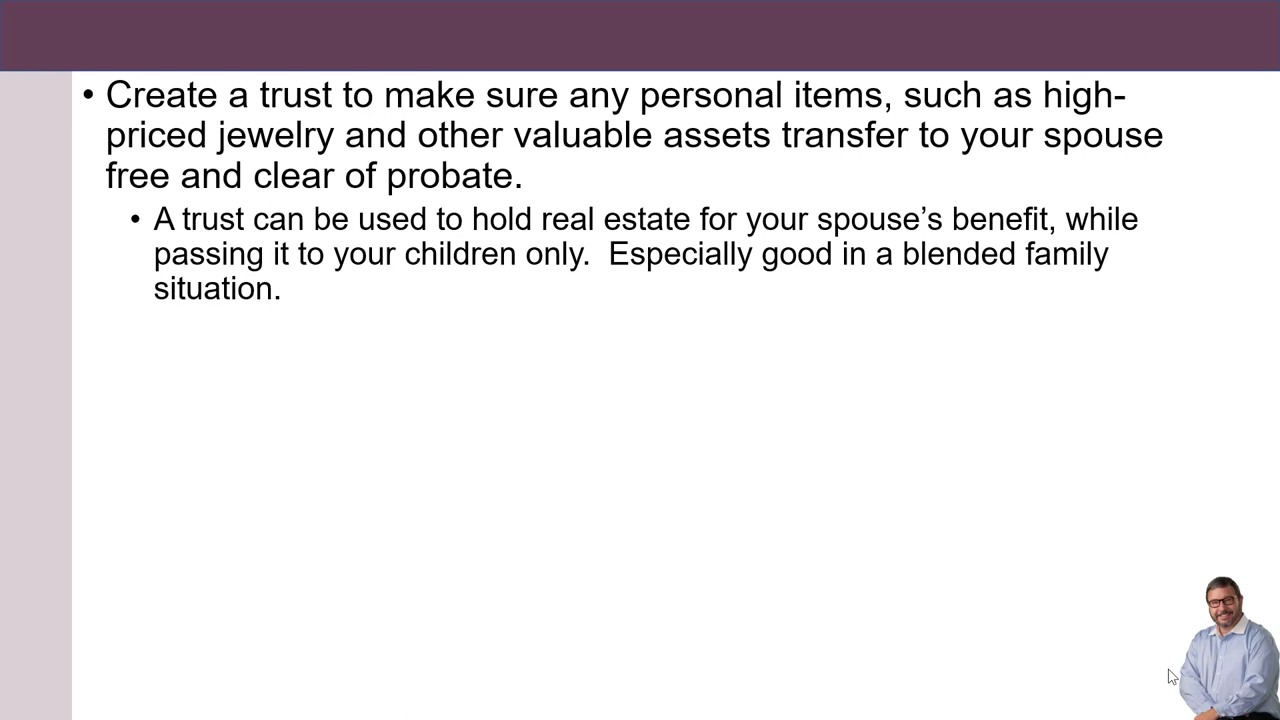 • Create a trust to make sure any personal items, such as high-
priced jewelry and other valuable assets transfer to your spouse
free and clear of probate.
• A trust can be used to hold real estate for your spouse’s benefit, while
passing it to your children only.  Especially good in a blended family
situation.